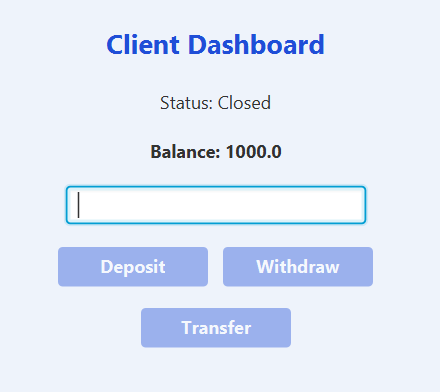 Client Dashboard
Status: Closed
Balance: 1000.0
Deposit Withdraw
Transfer